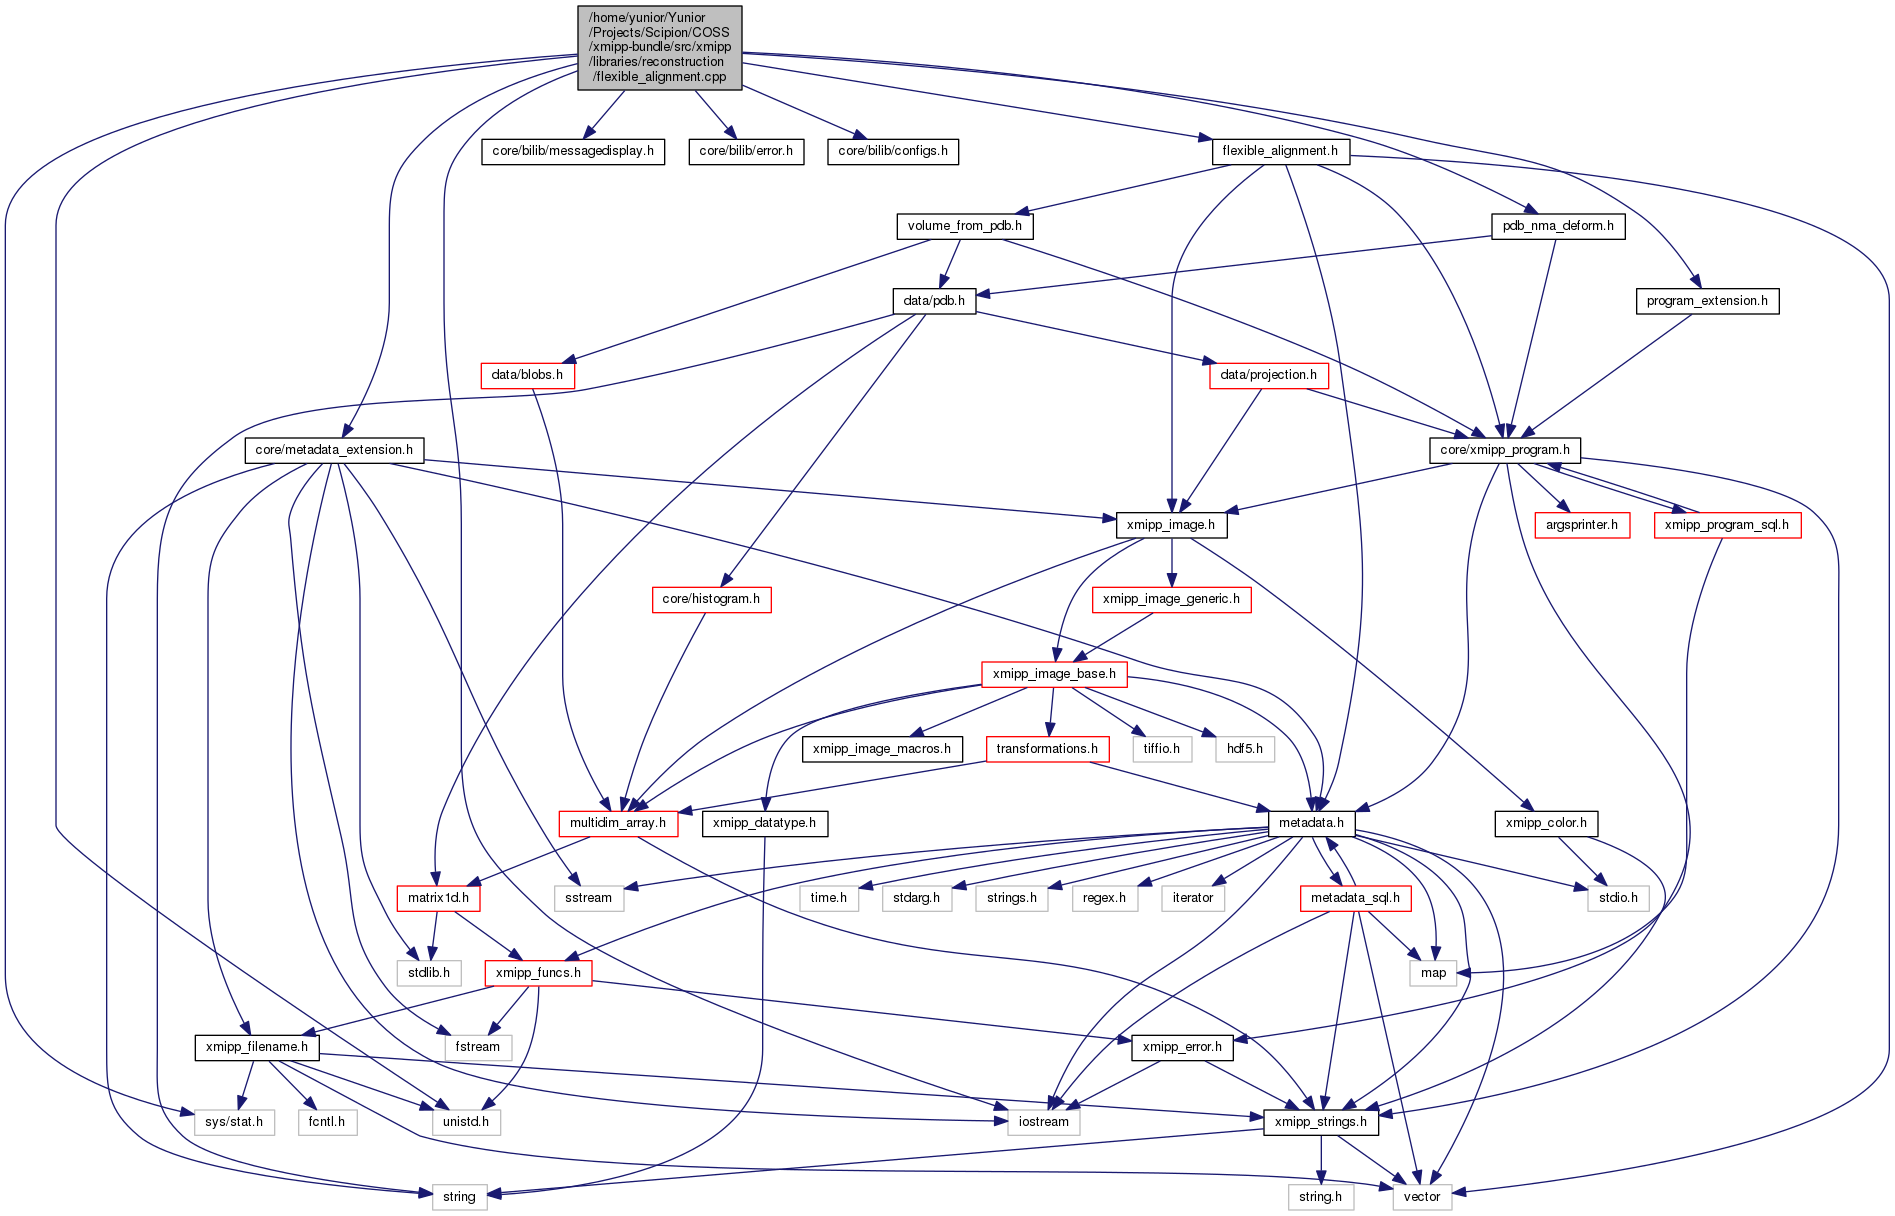 /home/yunior/Yunior
/Projects/Scipion/COSS
/xmipp-bundle/src/xmipp
/libraries/reconstruction
/flexible_alignment.cpp
core/bilib/messagedisplay.h
core/bilib/error.h
core/bilib/configs.h
flexible_alignment.h
volume_from_pdb.h
pdb_nma_deform.h
data/pdb.h
program_extension.h
data/blobs.h
data/projection.h
core/metadata_extension.h
core/xmipp_program.h
xmipp_image.h
argsprinter.h
xmipp_program_sql.h
core/histogram.h
xmipp_image_generic.h
xmipp_image_base.h
xmipp_image_macros.h
transformations.h
tiffio.h
hdf5.h
multidim_array.h
xmipp_datatype.h
metadata.h
xmipp_color.h
matrix1d.h
sstream
time.h
stdarg.h
strings.h
regex.h
iterator
metadata_sql.h
stdio.h
stdlib.h
xmipp_funcs.h
map
xmipp_filename.h
fstream
xmipp_error.h
sys/stat.h
fcntl.h
unistd.h
iostream
xmipp_strings.h
string
string.h
vector